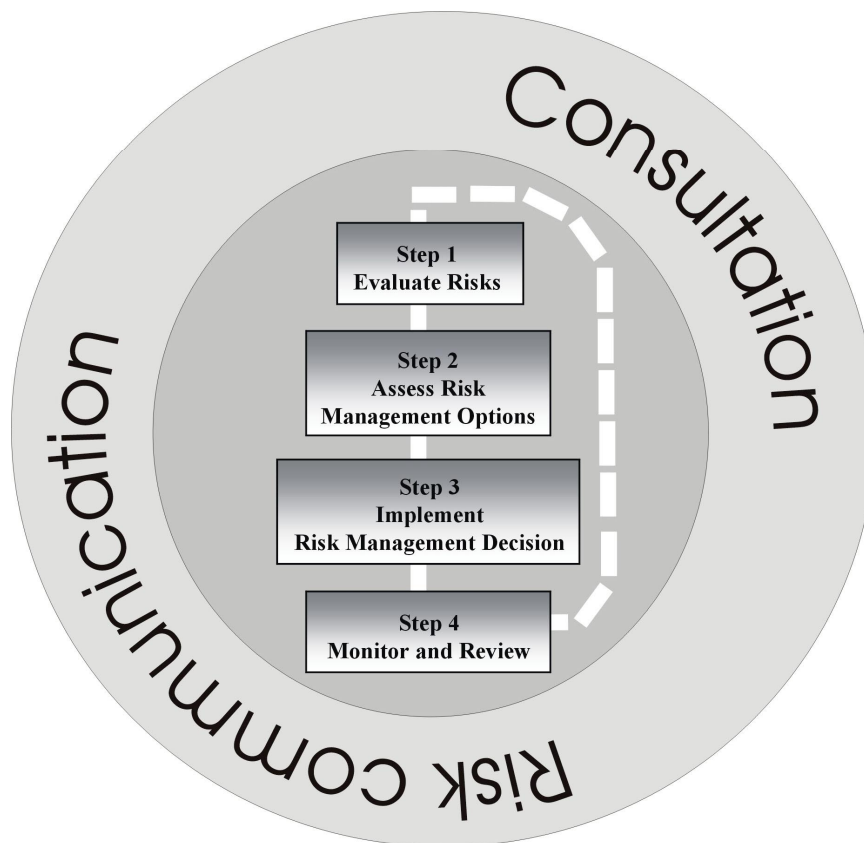 Consultation
Step 1
Evaluate Risks
Step 2
Assess Risk
Management Options
Step 3
Implement
Risk Management Decision
Step 4
Monitor and Review
Risk Communication